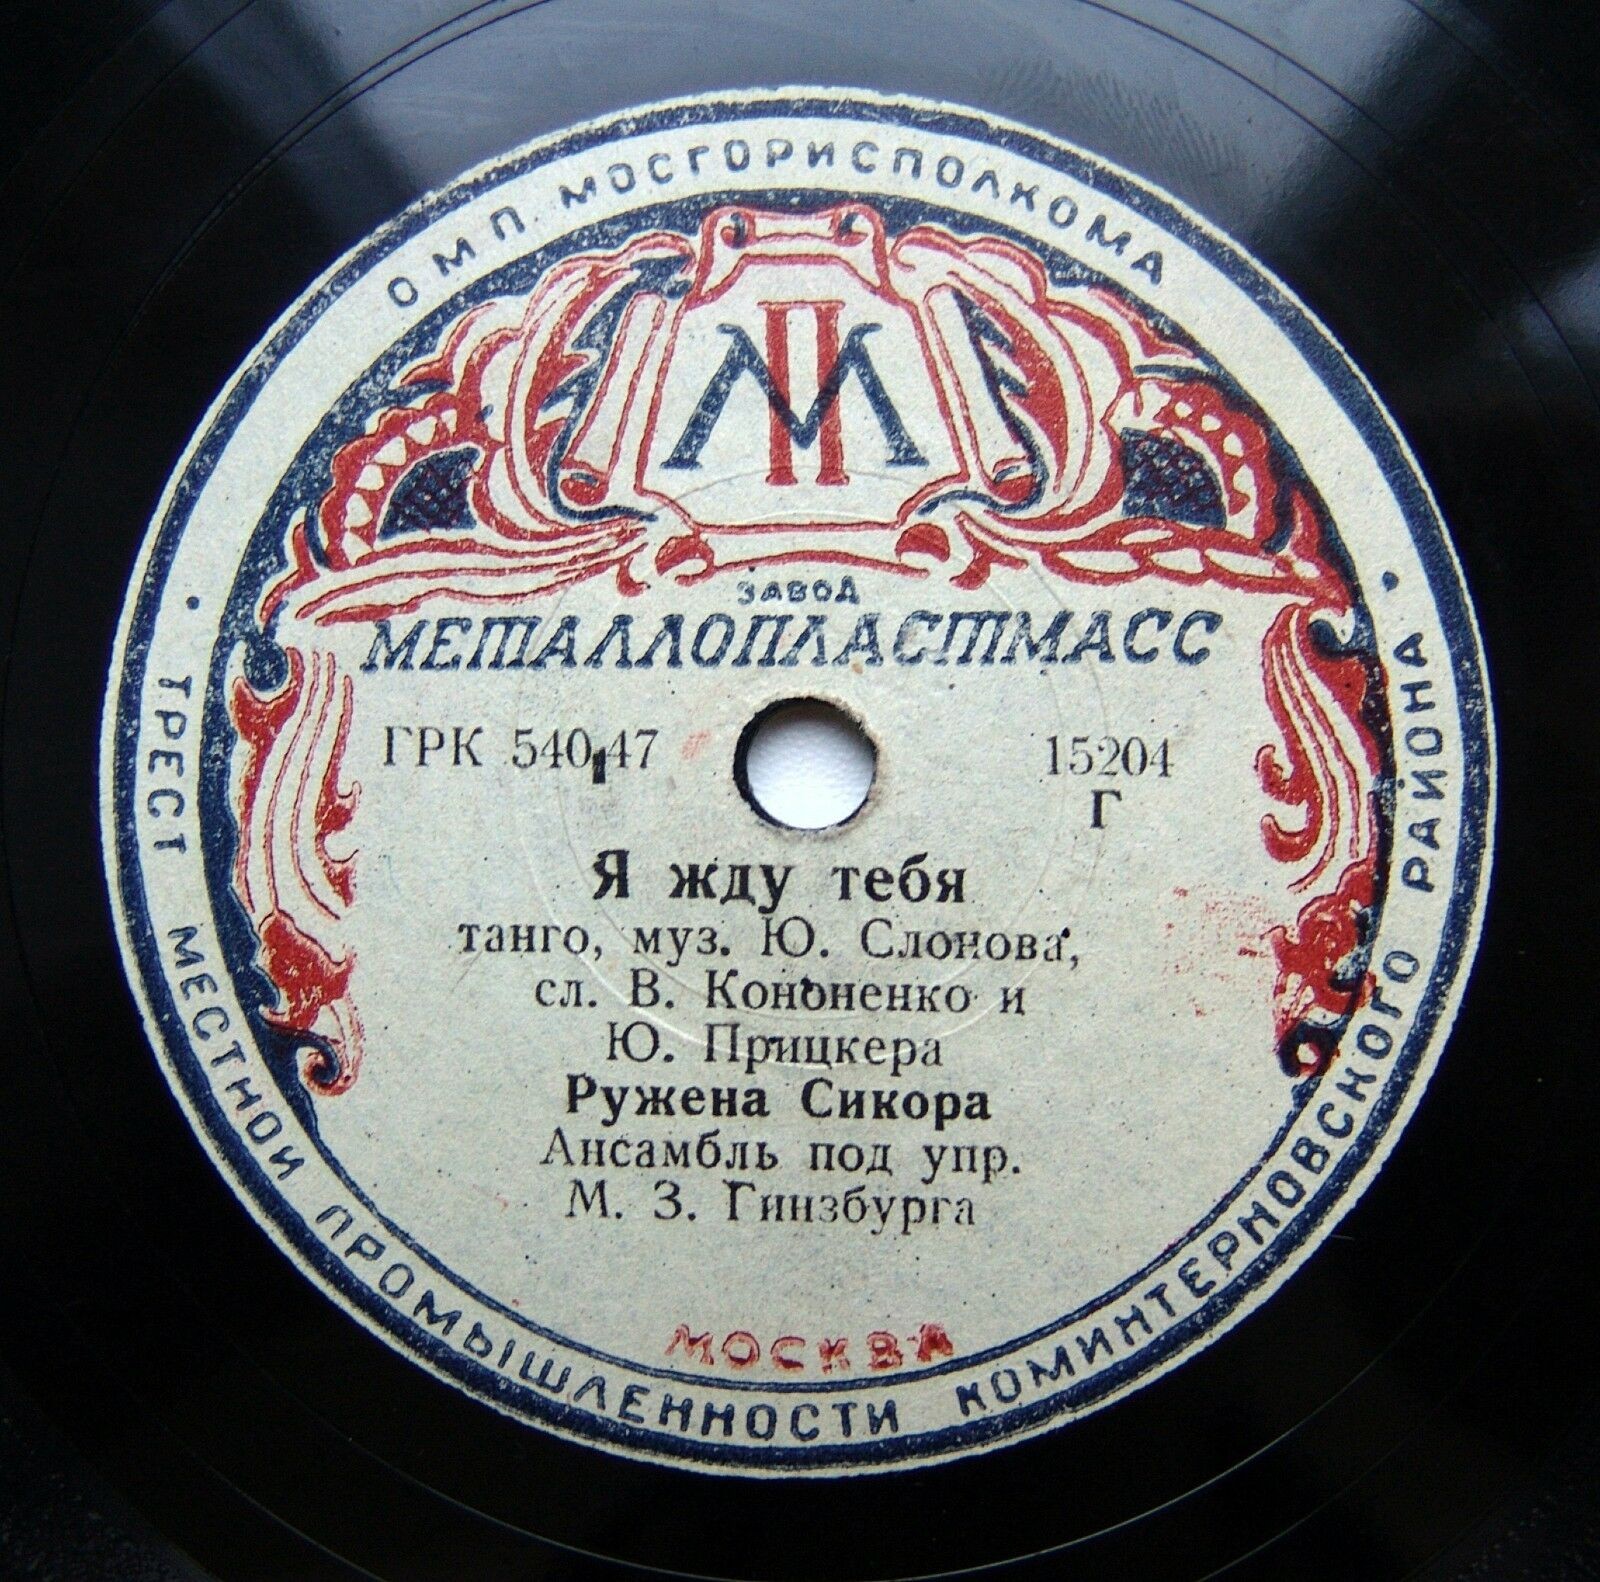 ОМП МОСГОРИСПОЛКОМА
МП
ЗАВОД
МЕТАЛЛОПЛАСТМАСС
ГРК 540,47 15204
Г
Я жду тебя
танго, муз. Ю. Слонова,
сл. В. Кононенко и
Ю. Прицкера
Ружена Сикора
Ансамбль под упр.
М. З. Гинзбурга
МОСКВА
· ТРЕСТ МЕСТНОЙ ПРОМЫШЛЕННОСТИ КОМИНТЕРНОВСКОГО РАЙОНА ·